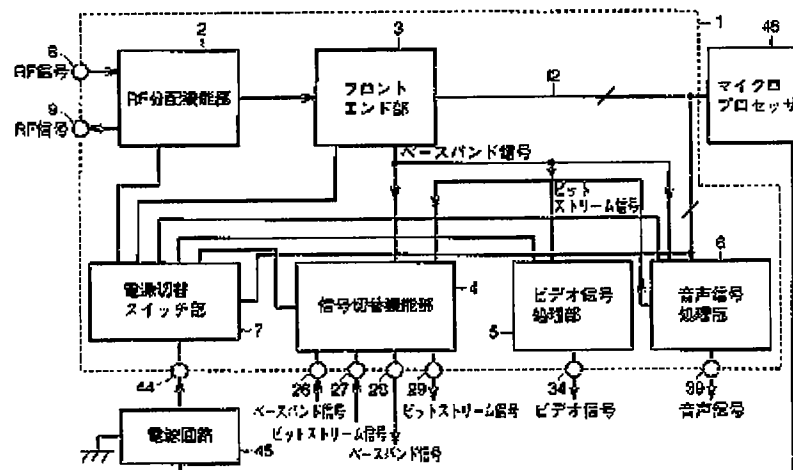 1
2
3
46
8
RF信号
9
RF信号
RF分配機能部
フロント
エンド部
12
マイクロ
プロセッサ
ベースバンド信号
ビット
ストリーム信号
6
電源切替
スイッチ部
7
信号切替機能部
4
ビデオ信号
処理部
5
音声信号
処理部
44
26
27
28
29
34
39
ベースバンド信号
ビットストリーム信号
ベースバンド信号
ビットストリーム信号
ビデオ信号
音声信号
電源回路
45